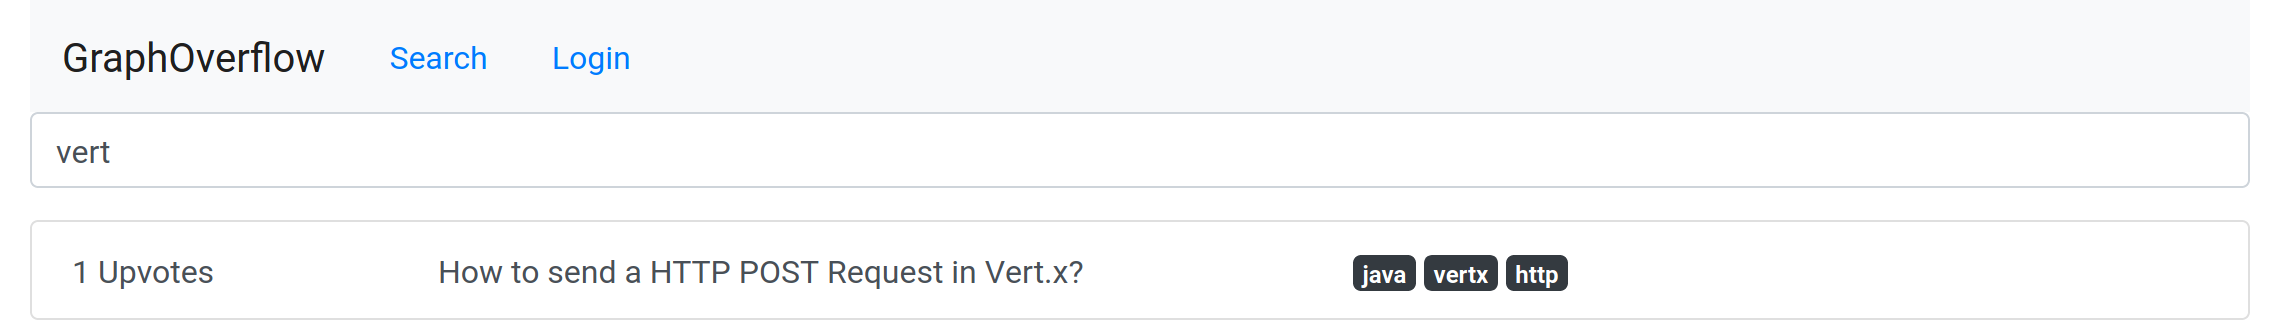 GraphOverflow Search Login
vert
1 Upvotes How to send a HTTP POST Request in Vert.x? java vertx http